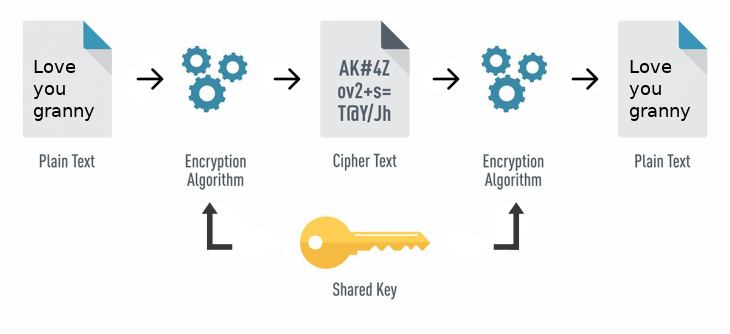 Love
you
granny
AK#4Z
ov2+s=
T@Y/Jh
Love
you
granny
Plain Text
Encryption
Algorithm
Cipher Text
Encryption
Algorithm
Plain Text
Shared Key